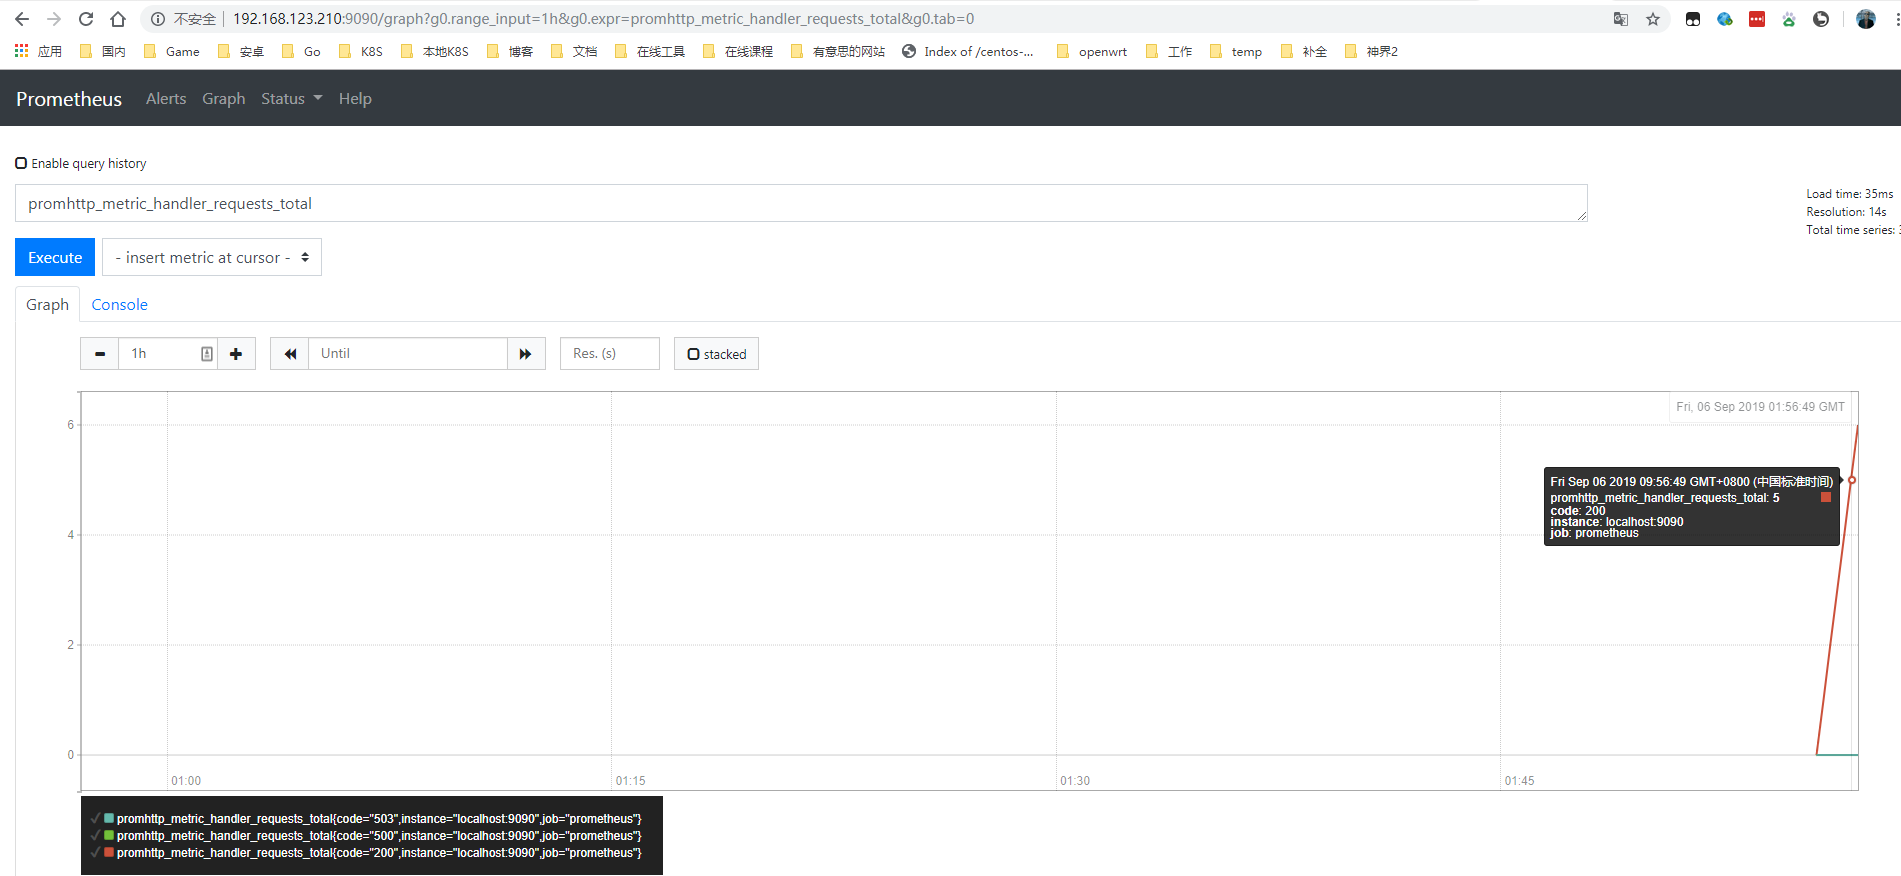 不安全 192.168.123.210:9090/graph?g0.range_input=1h&g0.expr=promhttp_metric_handler_requests_total&g0.tab=0
应用 国内 Game 安卓 Go K8S 本地K8S 博客 文档 在线工具 在线课程 有意思的网站 Index of /centos-... openwrt 工作 temp 补全 神界2
Prometheus Alerts Graph Status Help
Enable query history
promhttp_metric_handler_requests_total
Load time: 35ms
Resolution: 14s
Total time series:
Execute - insert metric at cursor -
Graph Console
1h Until Res. (s) stacked
Fri, 06 Sep 2019 01:56:49 GMT
6
Fri Sep 06 2019 09:56:49 GMT+0800 (中国标准时间)
promhttp_metric_handler_requests_total: 5
code: 200
instance: localhost:9090
job: prometheus
4
2
0
01:00 01:15 01:30 01:45
promhttp_metric_handler_requests_total{code="503",instance="localhost:9090",job="prometheus"}
promhttp_metric_handler_requests_total{code="500",instance="localhost:9090",job="prometheus"}
promhttp_metric_handler_requests_total{code="200",instance="localhost:9090",job="prometheus"}